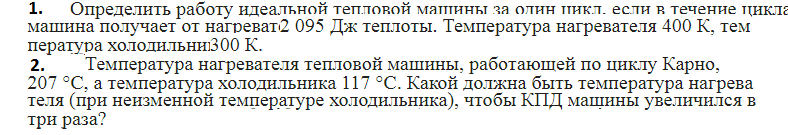 1. Определить работу идеальной тепловой машины за один цикл, если в течение цикла
машина получает от нагреват2 095 Дж теплоты. Температура нагревателя 400 К, тем
пература холодильни300 К.
2. Температура нагревателя тепловой машины, работающей по циклу Карно,
207 °С, а температура холодильника 117 °С. Какой должна быть температура нагрева
теля (при неизменной температуре холодильника), чтобы КПД машины увеличился в
три раза?